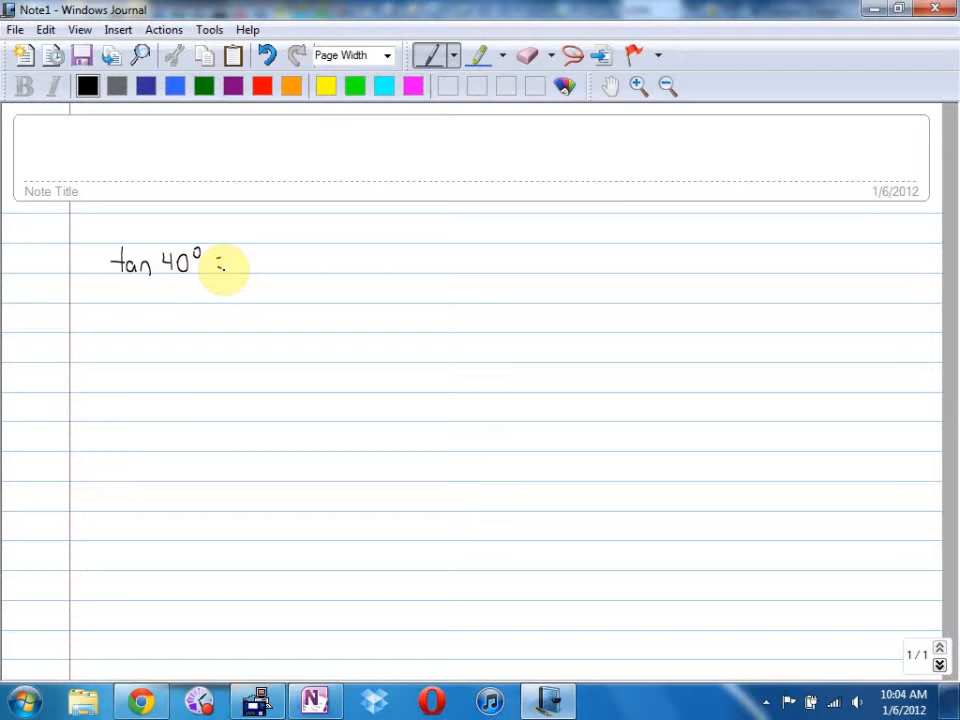 Note1 - Windows Journal
File Edit View Insert Actions Tools Help
Page Width
B I
Note Title 1/6/2012
tan 40° =
1 / 1
10:04 AM
1/6/2012